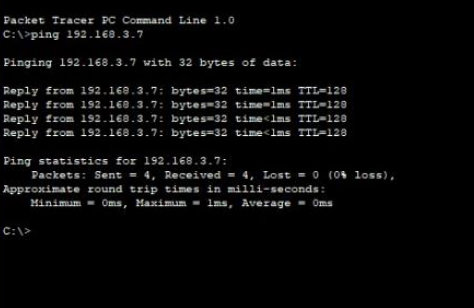 Packet Tracer PC Command Line 1.0
C:\>ping 192.168.3.7
Pinging 192.168.3.7 with 32 bytes of data:
Reply from 192.168.3.7: bytes=32 time=1ms TTL=128
Reply from 192.168.3.7: bytes=32 time<1ms TTL=128
Reply from 192.168.3.7: bytes=32 time<1ms TTL=128
Reply from 192.168.3.7: bytes=32 time<1ms TTL=128
Ping statistics for 192.168.3.7:
Packets: Sent = 4, Received = 4, Lost = 0 (0% loss),
Approximate round trip times in milli-seconds:
Minimum = 0ms, Maximum = 1ms, Average = 0ms
C:\>